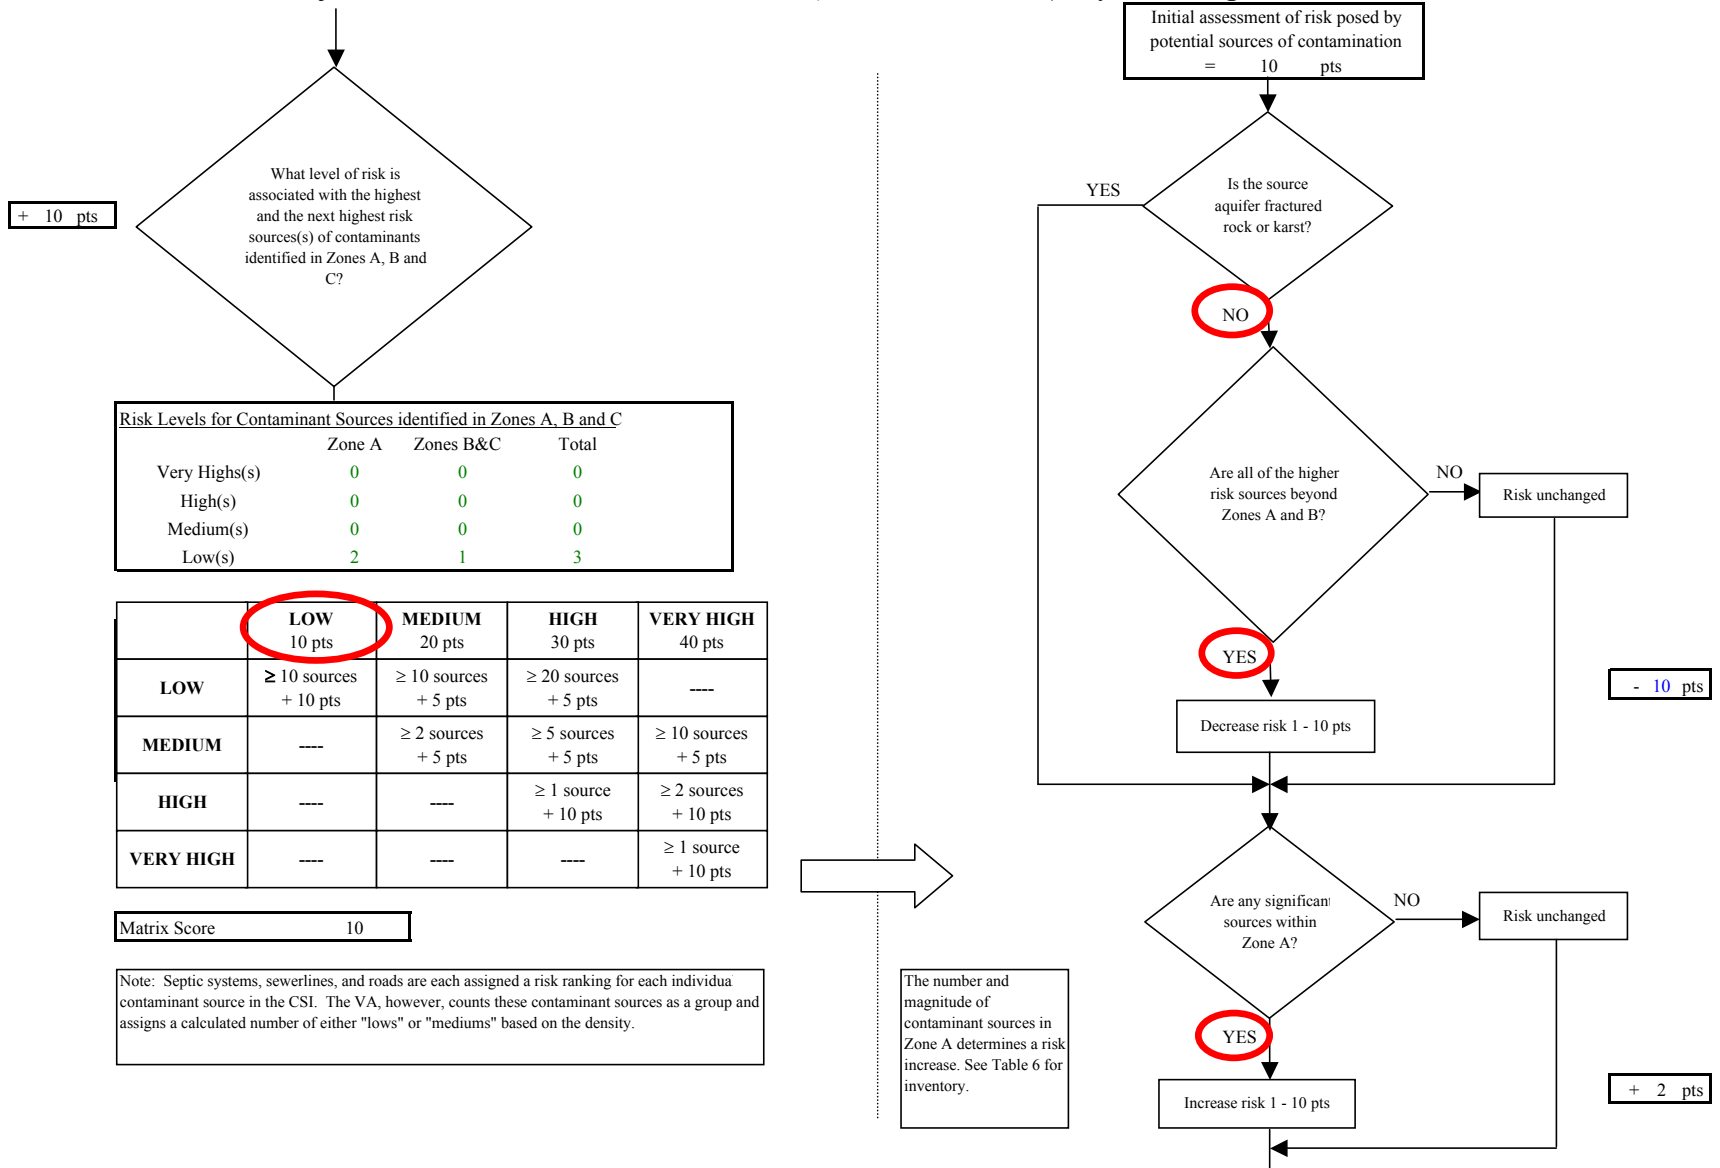 What level of risk is
associated with the highest
and the next highest risk
sources(s) of contaminants
identified in Zones A, B and
C?
+ 10 pts
Risk Levels for Contaminant Sources identified in Zones A, B and C
Zone A Zones B&C Total
Very Highs(s) 0 0 0
High(s) 0 0 0
Medium(s) 0 0 0
Low(s) 2 1 3
LOW MEDIUM HIGH VERY HIGH
10 pts 20 pts 30 pts 40 pts
LOW ≥ 10 sources ≥ 10 sources ≥ 20 sources ----
+ 10 pts + 5 pts + 5 pts
MEDIUM ---- ≥ 2 sources ≥ 5 sources ≥ 10 sources
+ 5 pts + 5 pts + 5 pts
HIGH ---- ---- ≥ 1 source ≥ 2 sources
+ 10 pts + 10 pts
VERY HIGH ---- ---- ---- ≥ 1 source
+ 10 pts
Matrix Score 10
Note: Septic systems, sewerlines, and roads are each assigned a risk ranking for each individua
contaminant source in the CSI. The VA, however, counts these contaminant sources as a group and
assigns a calculated number of either "lows" or "mediums" based on the density.
Initial assessment of risk posed by
potential sources of contamination
= 10 pts
Is the source
aquifer fractured
rock or karst?
YES
NO
Are all of the higher
risk sources beyond
Zones A and B?
NO
Risk unchanged
YES
Decrease risk 1 - 10 pts
- 10 pts
Are any significant
sources within
Zone A?
NO
Risk unchanged
The number and
magnitude of
contaminant sources in
Zone A determines a risk
increase. See Table 6 for
inventory.
YES
Increase risk 1 - 10 pts
+ 2 pts